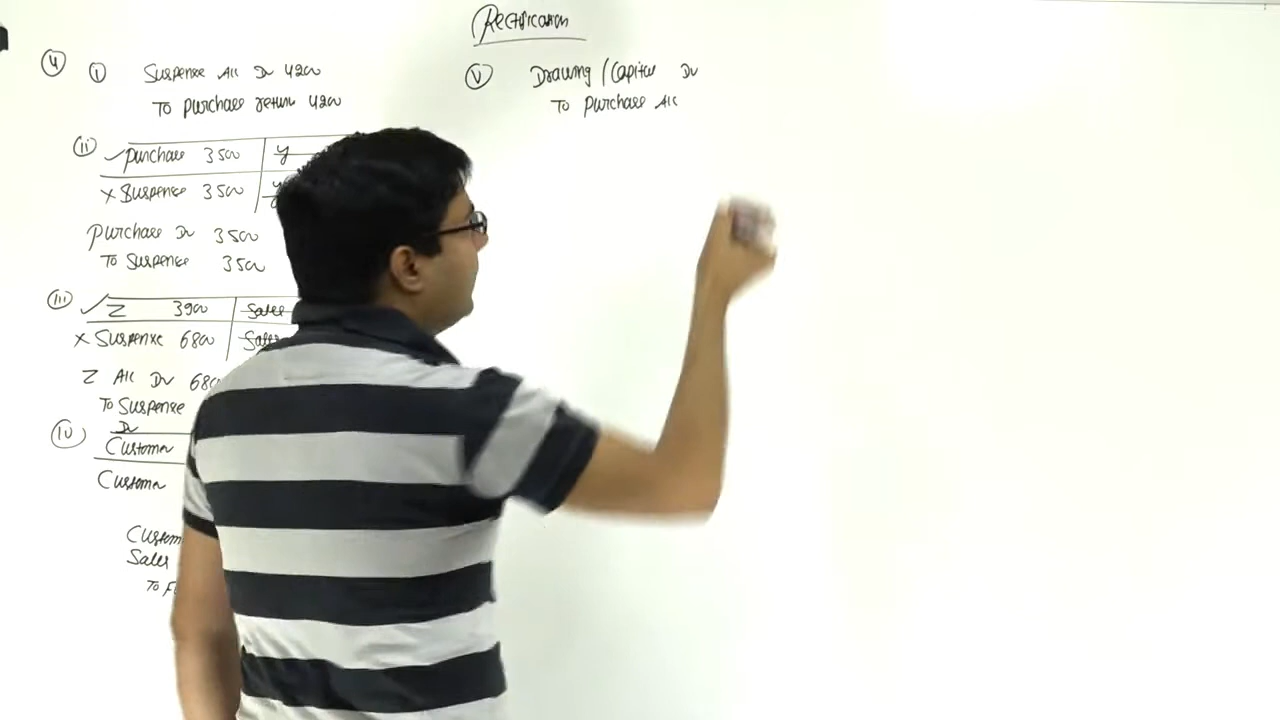 Rectification
4 i Suspense A/c Dr 4200
To purchase return 4200
ii ✓ purchase 3500 y
x Suspense 3500 y
purchase Dr 3500
To Suspense 3500
iii ✓ Z 3900 Sales
x Suspense 6800 Sales
Z A/c Dr 680
To Suspense
iv Dr
Customer
Customer
Custom
Sales
To F
v Drawing / Capital Dr
To purchase A/c